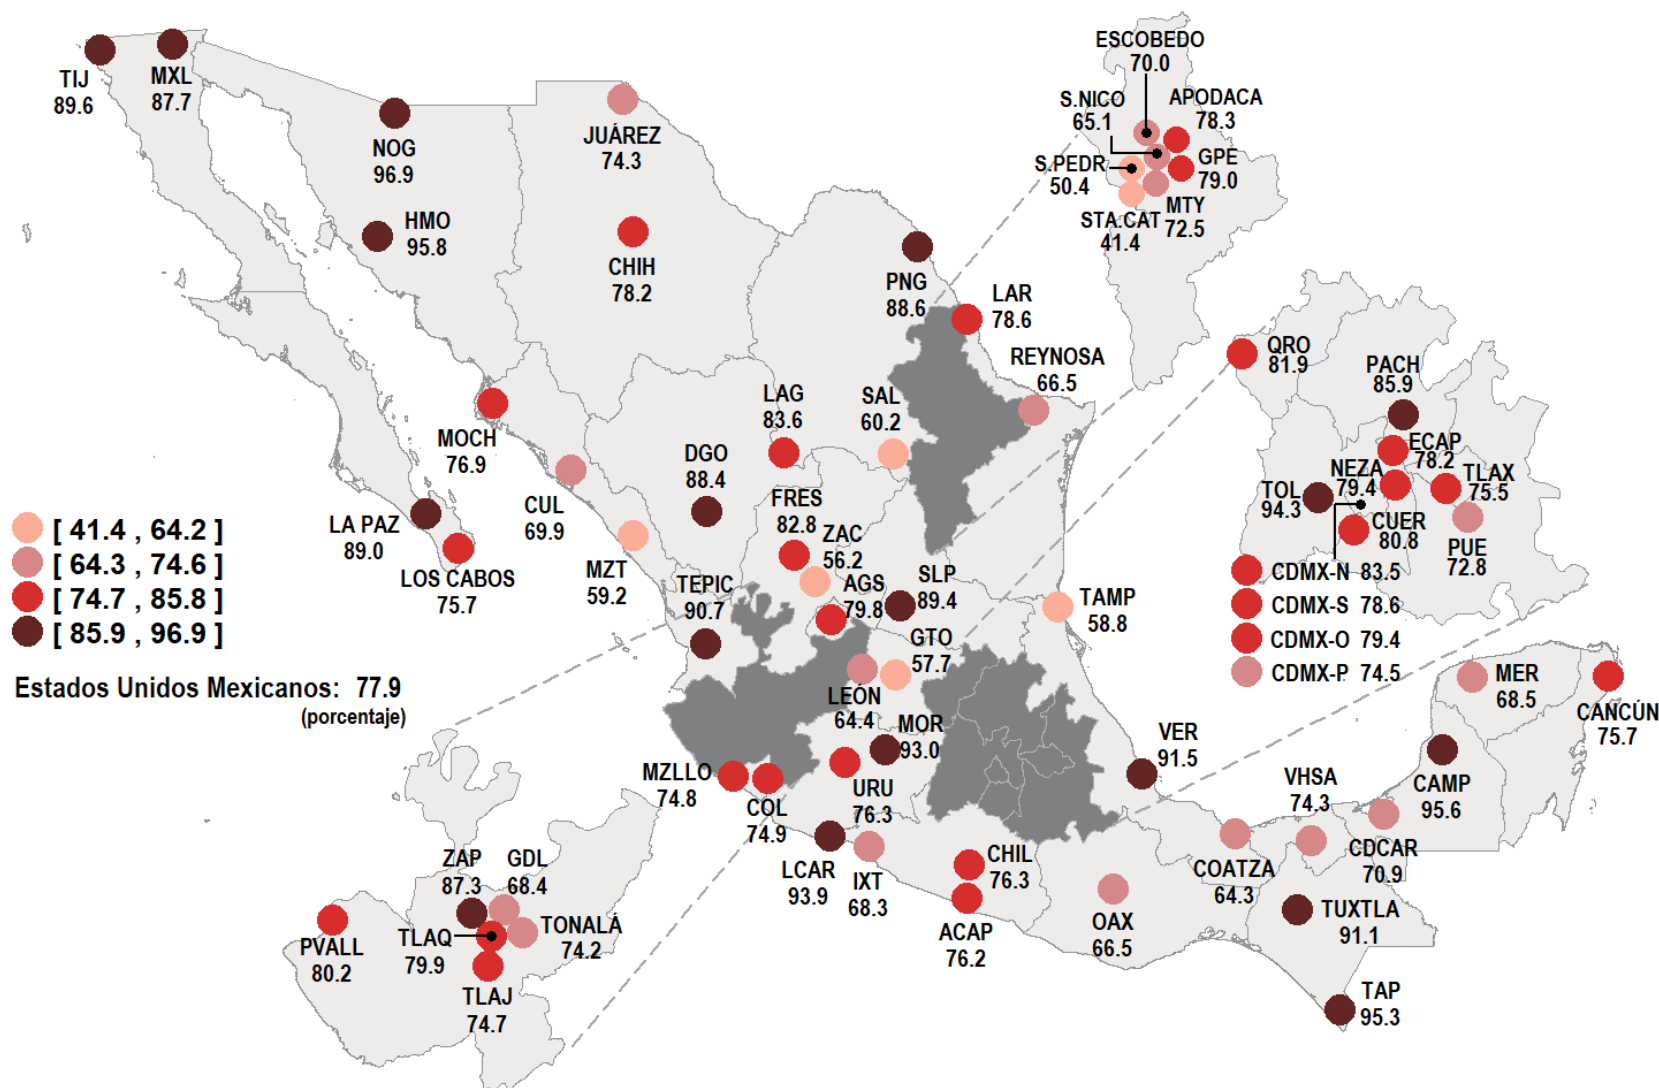 TIJ
89.6
MXL
87.7
NOG
96.9
HMO
95.8
JUÁREZ
74.3
CHIH
78.2
PNG
88.6
LAR
78.6
REYNOSA
66.5
ESCOBEDO
70.0
S.NICO
65.1
APODACA
78.3
S.PEDR
50.4
GPE
79.0
MTY
72.5
STA.CAT
41.4
MOCH
76.9
CUL
69.9
LA PAZ
89.0
LOS CABOS
75.7
MZT
59.2
DGO
88.4
LAG
83.6
SAL
60.2
FRES
82.8
ZAC
56.2
TEPIC
90.7
AGS
79.8
SLP
89.4
GTO
57.7
LEÓN
64.4
TAMP
58.8
QRO
81.9
PACH
85.9
ECAP
78.2
NEZA
79.4
TLAX
75.5
TOL
94.3
CUER
80.8
PUE
72.8
CDMX-N 83.5
CDMX-S 78.6
CDMX-O 79.4
CDMX-P 74.5
[ 41.4 , 64.2 ]
[ 64.3 , 74.6 ]
[ 74.7 , 85.8 ]
[ 85.9 , 96.9 ]
Estados Unidos Mexicanos: 77.9
(porcentaje)
MZLLO
74.8
COL
74.9
MOR
93.0
URU
76.3
LCAR
93.9
IXT
68.3
CHIL
76.3
ACAP
76.2
OAX
66.5
VER
91.5
COATZA
64.3
VHSA
74.3
CDCAR
70.9
CAMP
95.6
MER
68.5
CANCÚN
75.7
TUXTLA
91.1
TAP
95.3
ZAP
87.3
GDL
68.4
TONALÁ
74.2
TLAQ
79.9
PVALL
80.2
TLAJ
74.7